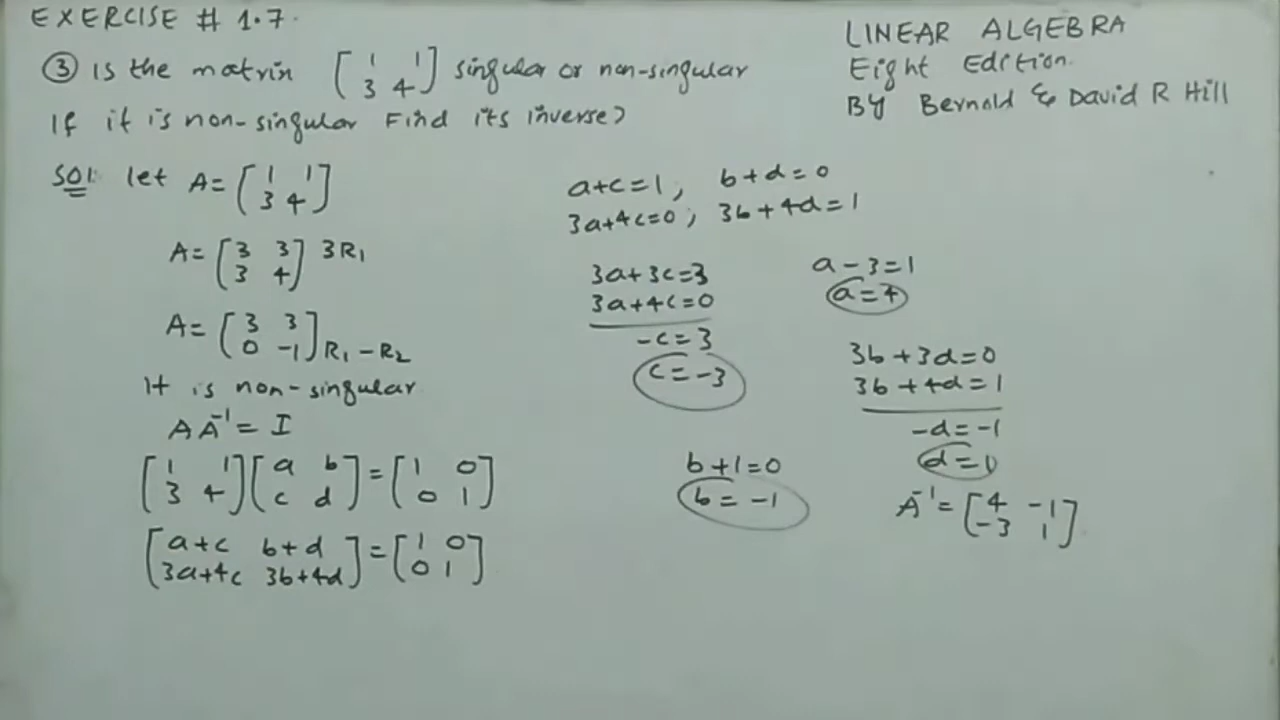 EXERCISE # 1.7.
LINEAR ALGEBRA
Eight Edition.
By Bernald & David R Hill
③ Is the matrin [1 1
3 4] singular or non-singular
If it is non-singular Find its inverse?
SOl: let A = [1 1
3 4]
A = [3 3
3 4] 3R₁
A = [3 3
0 -1] R₁ - R₂
It is non-singular
A A⁻¹ = I
[1 1
3 4] [a b
c d] = [1 0
0 1]
[a+c b+d
3a+4c 3b+4d] = [1 0
0 1]
a+c=1, b+d=0
3a+4c=0, 3b+4d=1
3a+3c=3
3a+4c=0
-c=3
c=-3
a-3=1
a=4
3b+3d=0
3b+4d=1
-d=-1
d=1
b+1=0
b=-1
A⁻¹ = [4 -1
-3 1]